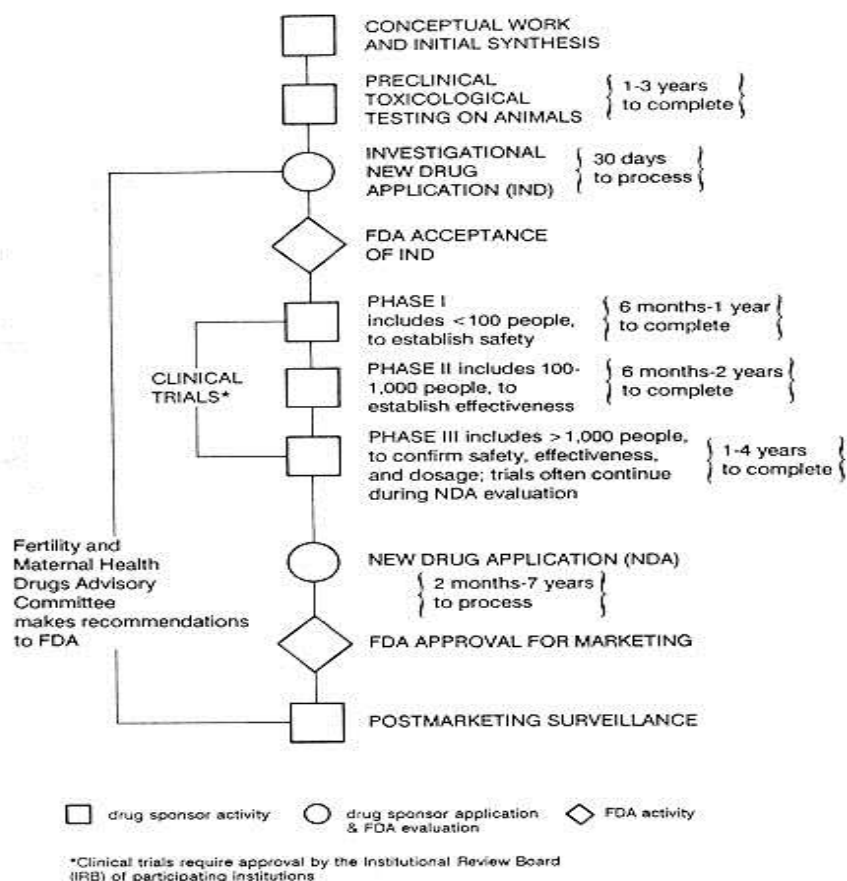 CONCEPTUAL WORK
AND INITIAL SYNTHESIS
PRECLINICAL
TOXICOLOGICAL
TESTING ON ANIMALS
1-3 years
to complete
INVESTIGATIONAL
NEW DRUG
APPLICATION (IND)
30 days
to process
FDA ACCEPTANCE
OF IND
PHASE I
includes <100 people,
to establish safety
6 months-1 year
to complete
CLINICAL
TRIALS*
PHASE II includes 100-
1,000 people, to
establish effectiveness
6 months-2 years
to complete
PHASE III includes >1,000 people,
to confirm safety, effectiveness,
and dosage; trials often continue
during NDA evaluation
1-4 years
to complete
Fertility and
Maternal Health
Drugs Advisory
Committee
makes recommendations
to FDA
NEW DRUG APPLICATION (NDA)
2 months-7 years
to process
FDA APPROVAL FOR MARKETING
POSTMARKETING SURVEILLANCE
drug sponsor activity
drug sponsor application
& FDA evaluation
FDA activity
*Clinical trials require approval by the Institutional Review Board
(IRB) of participating institutions